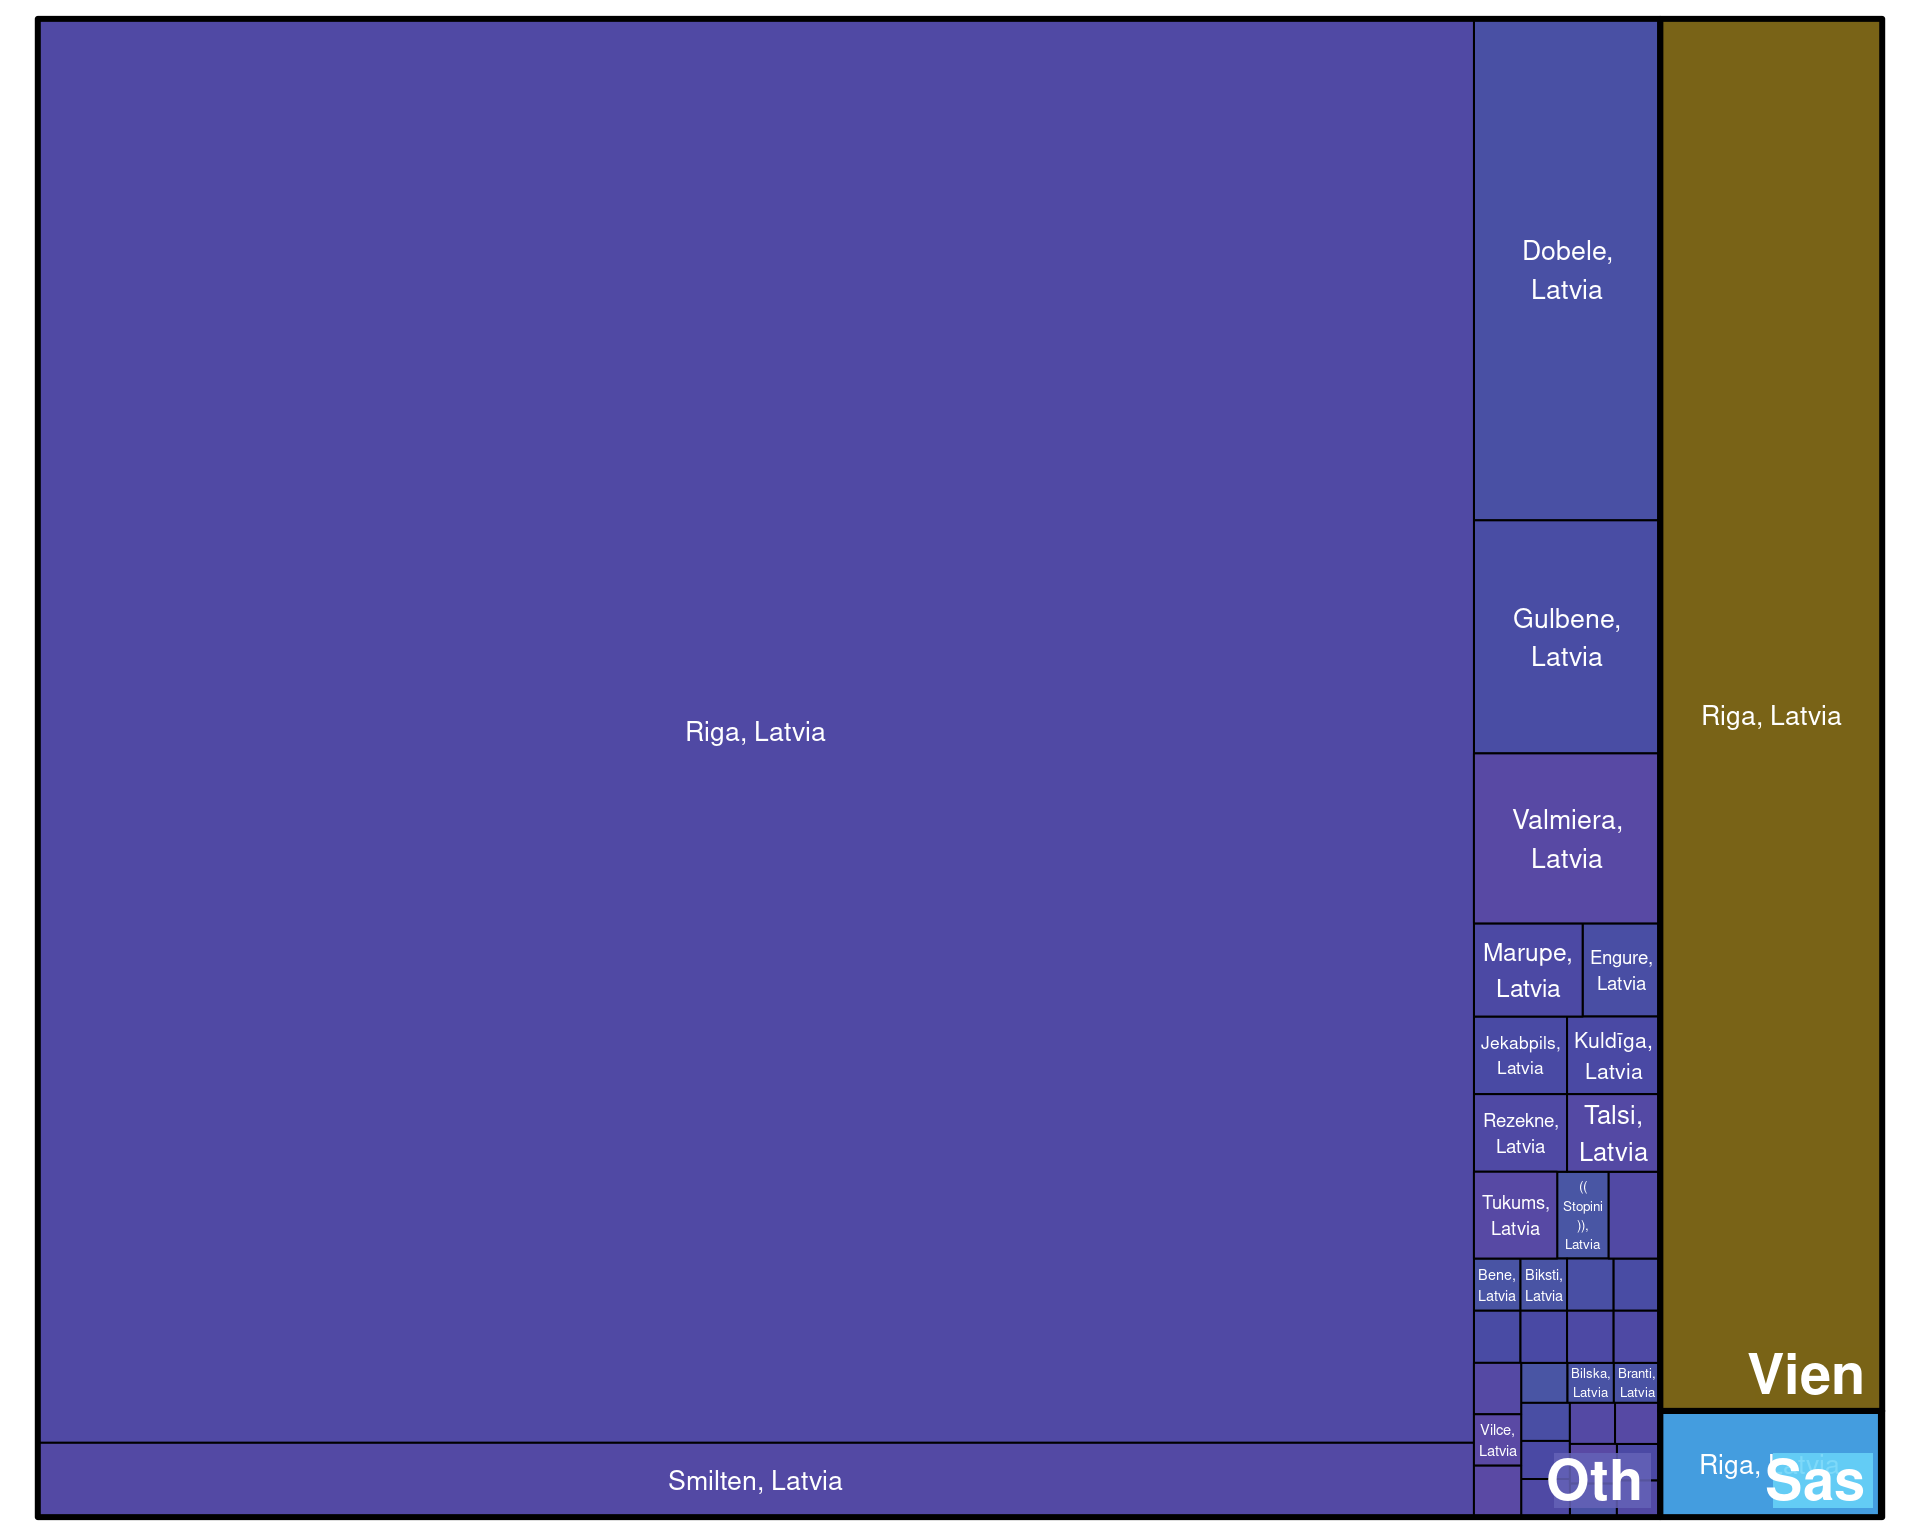 Riga, Latvia
Smilten, Latvia
Dobele,
Latvia
Gulbene,
Latvia
Valmiera,
Latvia
Marupe,
Latvia
Engure,
Latvia
Jekabpils,
Latvia
Kuldīga,
Latvia
Rezekne,
Latvia
Talsi,
Latvia
Tukums,
Latvia
((
Stopini
)),
Latvia
Bene,
Latvia
Biksti,
Latvia
Bilska,
Latvia
Branti,
Latvia
Vilce,
Latvia
Oth
Riga, Latvia
Vien
Riga, Latvia
Sas